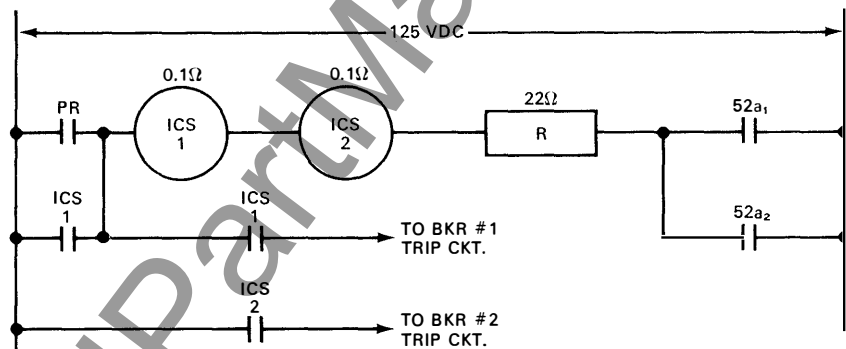 125 VDC
0.1Ω
0.1Ω
PR
ICS
1
ICS
2
22Ω
R
52a₁
ICS
1
ICS
1
TO BKR #1
TRIP CKT.
52a₂
ICS
2
TO BKR #2
TRIP CKT.